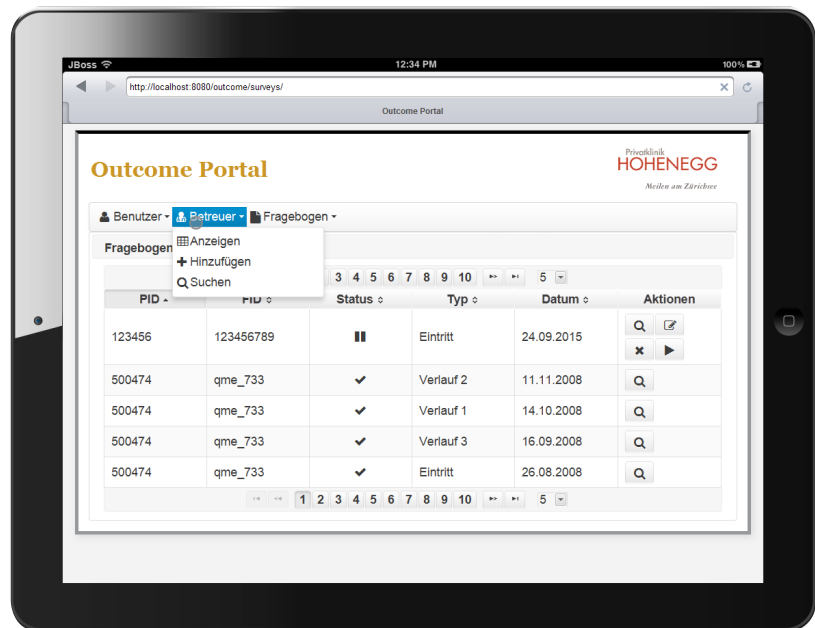 JBoss 12:34 PM 100%
http://localhost:8080/outcome/surveys/
Outcome Portal
Outcome Portal
Privatklinik
HOHENEGG
Meilen am Zürichsee
Benutzer Betreuer Fragebogen
Fragebogen
Anzeigen
Hinzufügen
Suchen
3 4 5 6 7 8 9 10 5
PID FID Status Typ Datum Aktionen
123456 123456789 Eintritt 24.09.2015
500474 qme_733 Verlauf 2 11.11.2008
500474 qme_733 Verlauf 1 14.10.2008
500474 qme_733 Verlauf 3 16.09.2008
500474 qme_733 Eintritt 26.08.2008
1 2 3 4 5 6 7 8 9 10 5